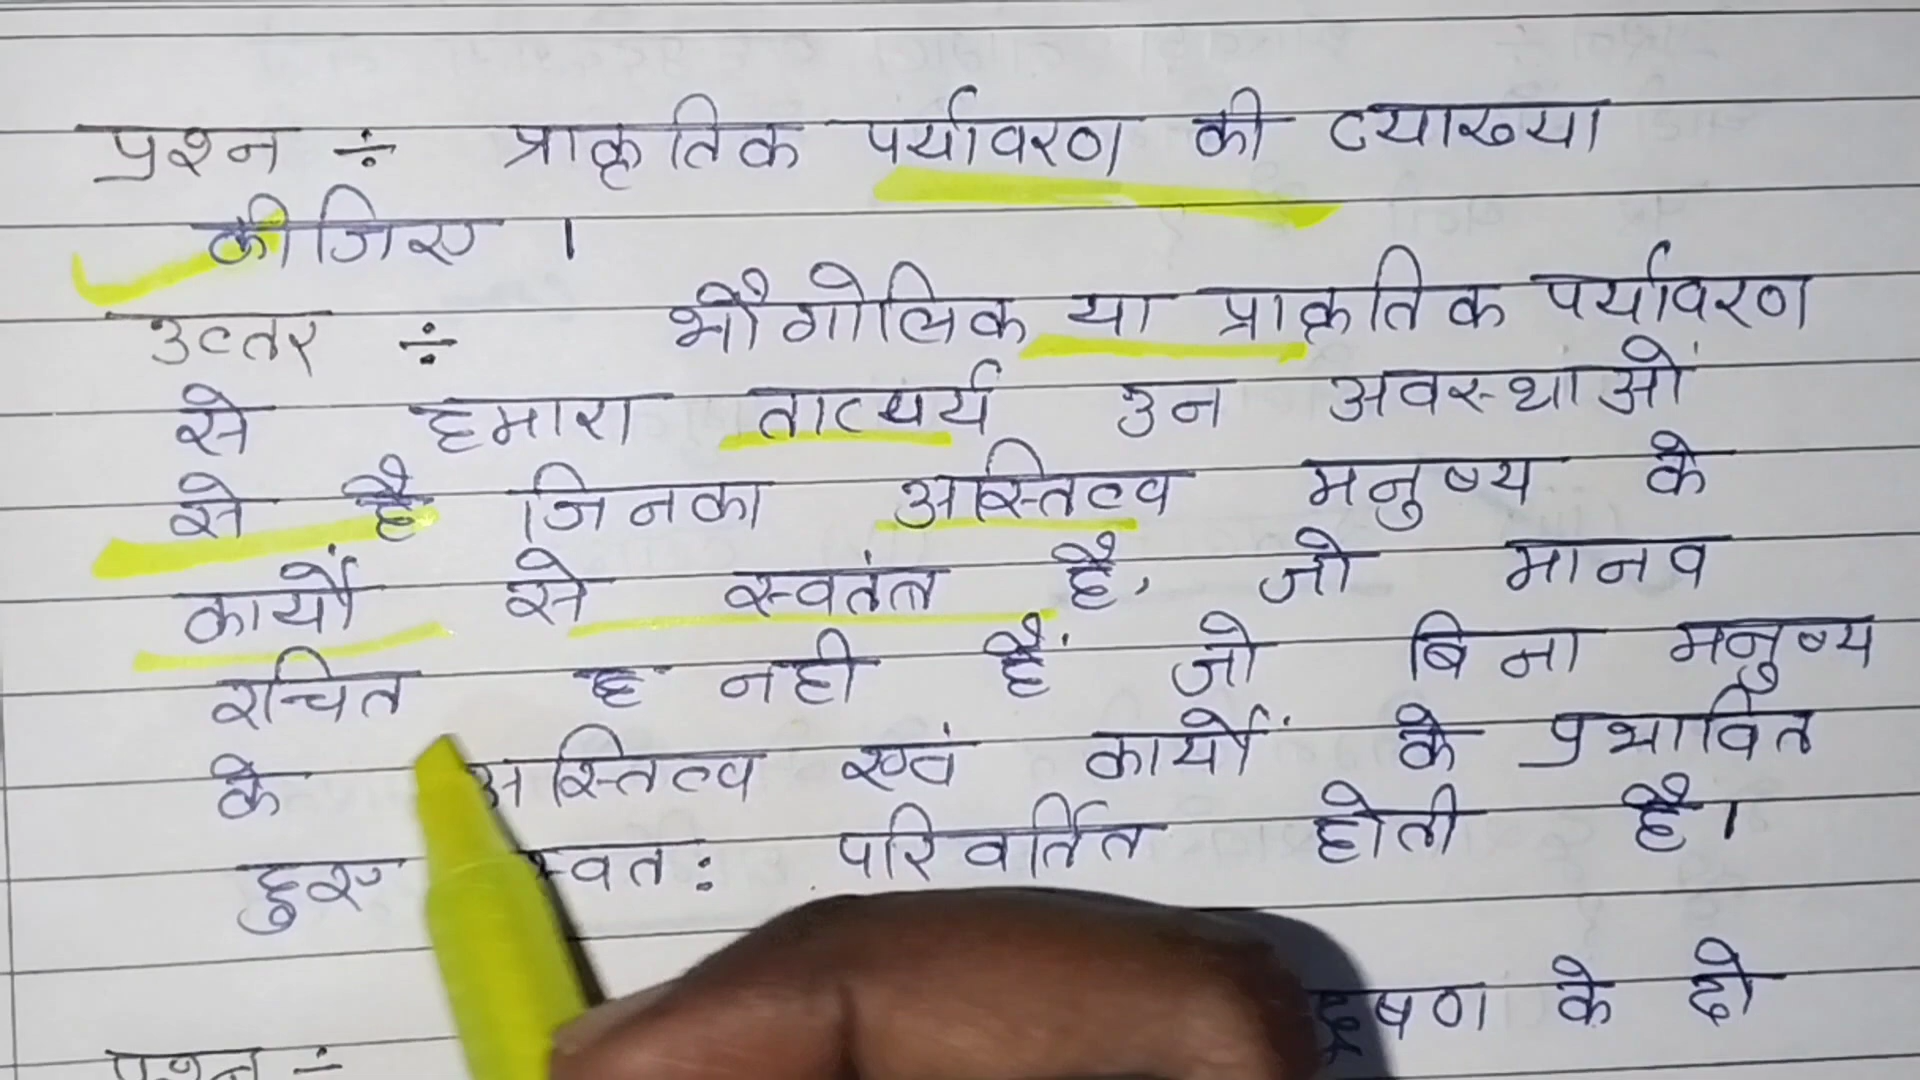 प्रश्न ÷ प्राकृतिक पर्यावरण की व्याख्या
कीजिए ।
उत्तर ÷ भौगोलिक या प्राकृतिक पर्यावरण
से हमारा तात्पर्य उन अवस्थाओं
से है जिनका अस्तित्व मनुष्य के
कार्यों से स्वतंत्र है, जो मानव
रचित नही हैं जो बिना मनुष्य
के अस्तित्व एवं कार्यों के प्रभावित
हुए स्वत: परिवर्तित होती है।
के दो
प्रश्न ÷